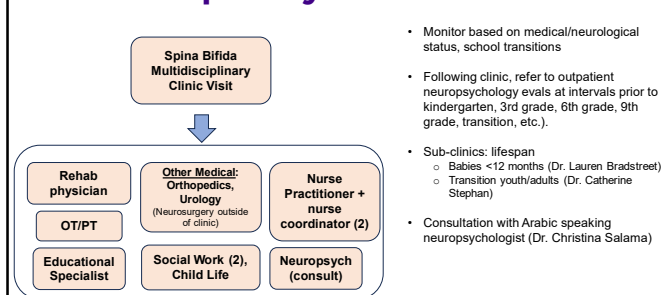 Spina Bifida
Multidisciplinary
Clinic Visit
Rehab
physician
Other Medical:
Orthopedics,
Urology
(Neurosurgery outside
of clinic)
Nurse
Practitioner +
nurse
coordinator (2)
OT/PT
Educational
Specialist
Social Work (2),
Child Life
Neuropsych
(consult)
• Monitor based on medical/neurological
status, school transitions
• Following clinic, refer to outpatient
neuropsychology evals at intervals prior to
kindergarten, 3rd grade, 6th grade, 9th
grade, transition, etc.).
• Sub-clinics: lifespan
o Babies <12 months (Dr. Lauren Bradstreet)
o Transition youth/adults (Dr. Catherine
Stephan)
• Consultation with Arabic speaking
neuropsychologist (Dr. Christina Salama)